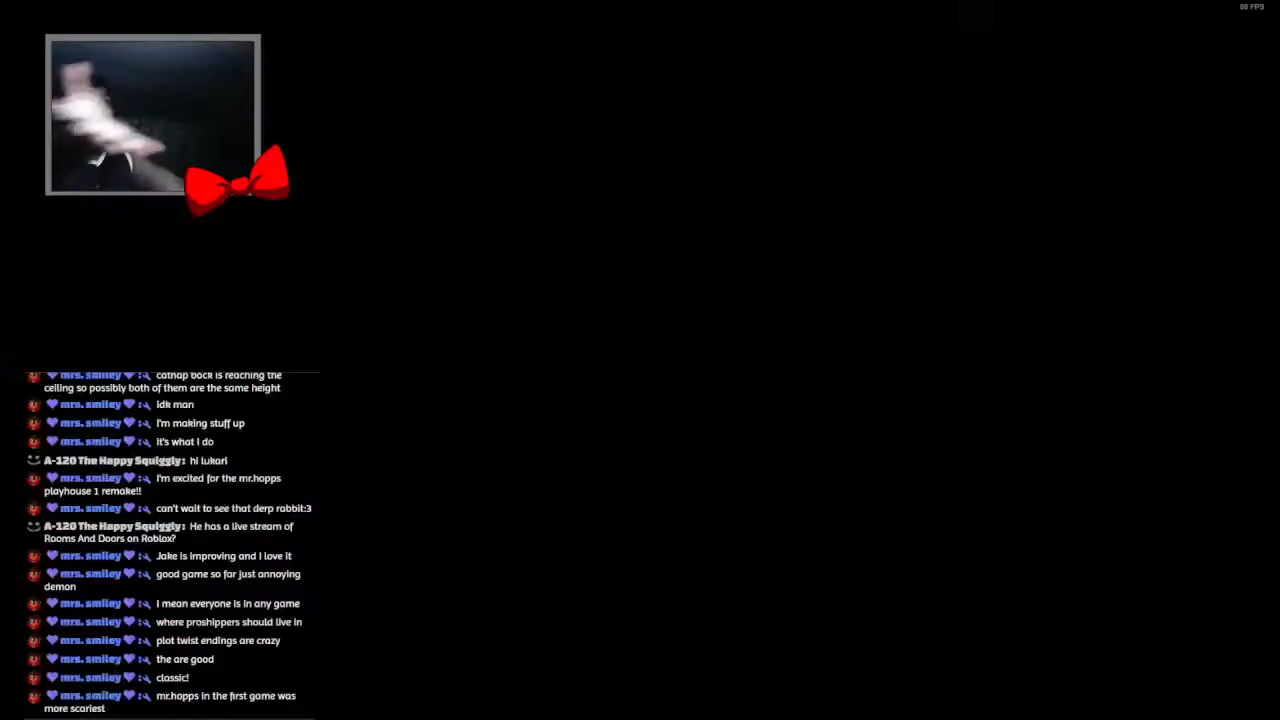 60 FPS
mrs. smiley : catnap back is reaching the
ceiling so possibly both of them are the same height
mrs. smiley : idk man
mrs. smiley : I'm making stuff up
mrs. smiley : it's what I do
A-120 The Happy Squiggly : hi lukari
mrs. smiley : I'm excited for the mr.hopps
playhouse 1 remake!!
mrs. smiley : can't wait to see that derp rabbit:3
A-120 The Happy Squiggly : He has a live stream of
Rooms And Doors on Roblox?
mrs. smiley : Jake is improving and I love it
mrs. smiley : good game so far just annoying
demon
mrs. smiley : I mean everyone is in any game
mrs. smiley : where proshippers should live in
mrs. smiley : plot twist endings are crazy
mrs. smiley : the are good
mrs. smiley : classic!
mrs. smiley : mr.hopps in the first game was
more scariest